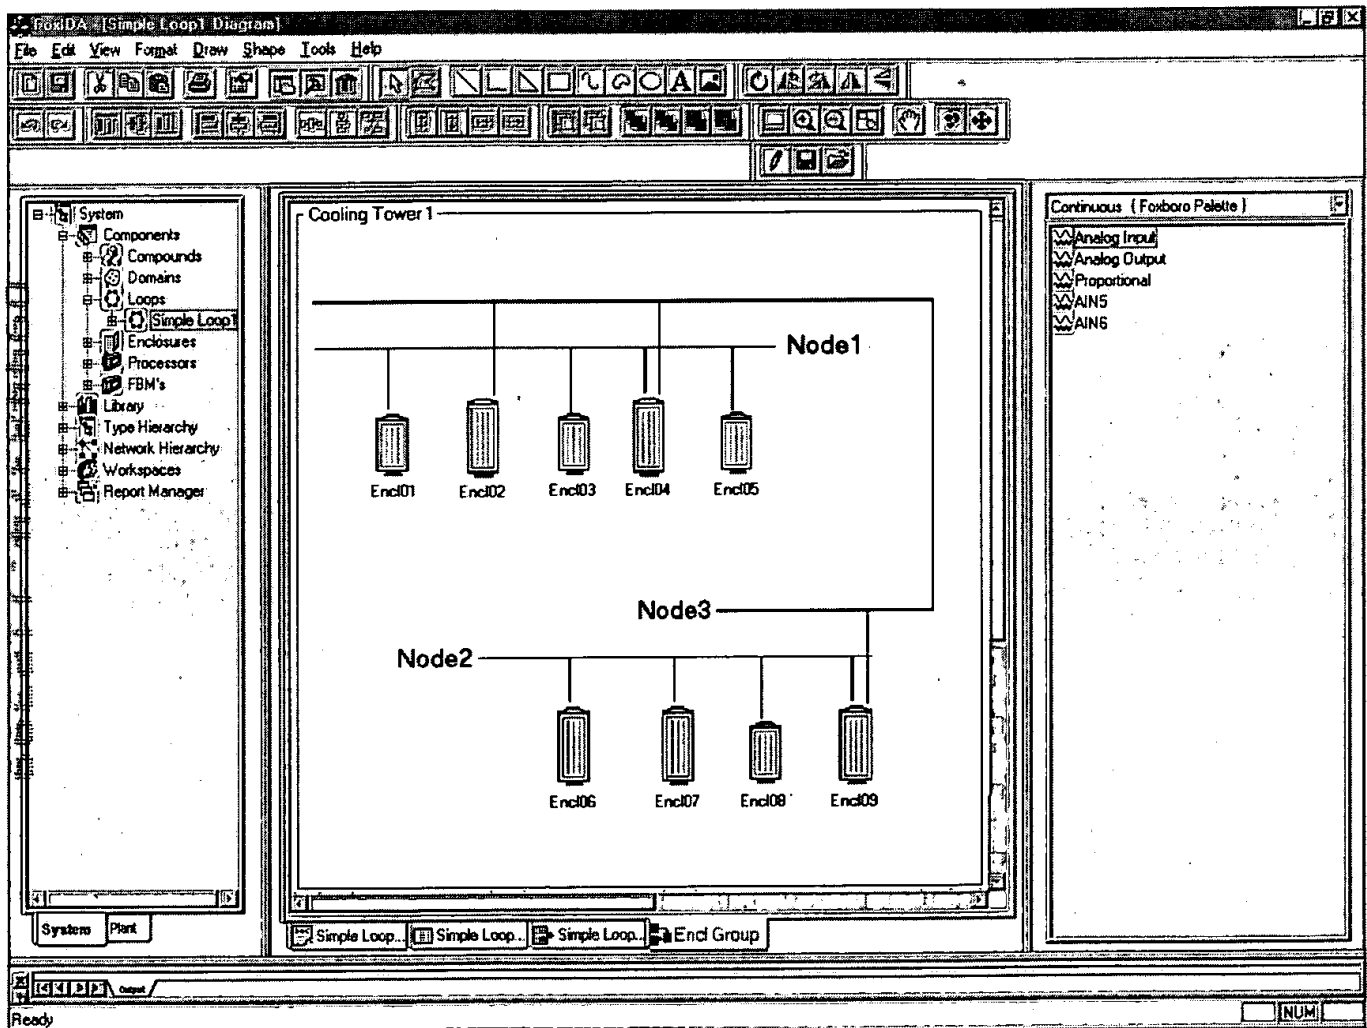 FoxIDA - [Simple Loop1 Diagram]
File Edit View Format Draw Shape Tools Help
A
System
Components
Compounds
Domains
Loops
Simple Loop1
Enclosures
Processors
FBM's
Library
Type Hierarchy
Network Hierarchy
Workspaces
Report Manager
System Plant
Cooling Tower 1
Node1
Encl01 Encl02 Encl03 Encl04 Encl05
Node3
Node2
Encl06 Encl07 Encl08 Encl09
Simple Loop... Simple Loop... Simple Loop... Encl Group
Continuous ( Foxboro Palette )
Analog Input
Analog Output
Proportional
AIN5
AIN6
Output
Ready NUM